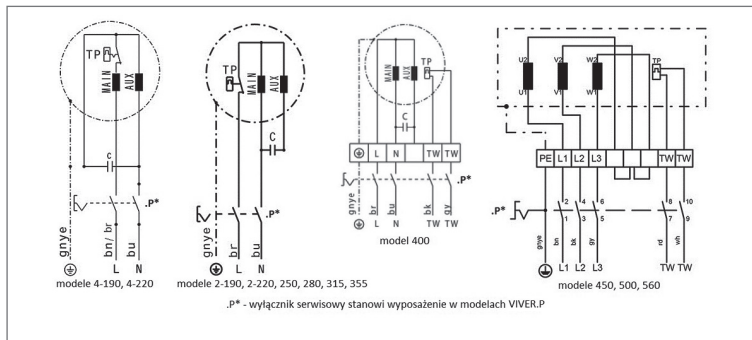 TP
MAIN
AUX
C
.P*
gnye
bn/br
bu
L N
modele 4-190, 4-220
TP
MAIN
AUX
C
.P*
gnye
br
bu
L N
modele 2-190, 2-220, 250, 280, 315, 355
TP
MAIN
AUX
C
L N TW TW
.P*
gnye
br
bu
bk
gy
L N TW TW
model 400
U2 V2 W2 TP
U1 V1 W1
PE L1 L2 L3 TW TW
.P*
2 4 6 8 10
1 3 5 7 9
gnye
bn
bk
gy
rd
wh
L1 L2 L3 TW TW
modele 450, 500, 560
.P* - wyłącznik serwisowy stanowi wyposażenie w modelach VIVER.P